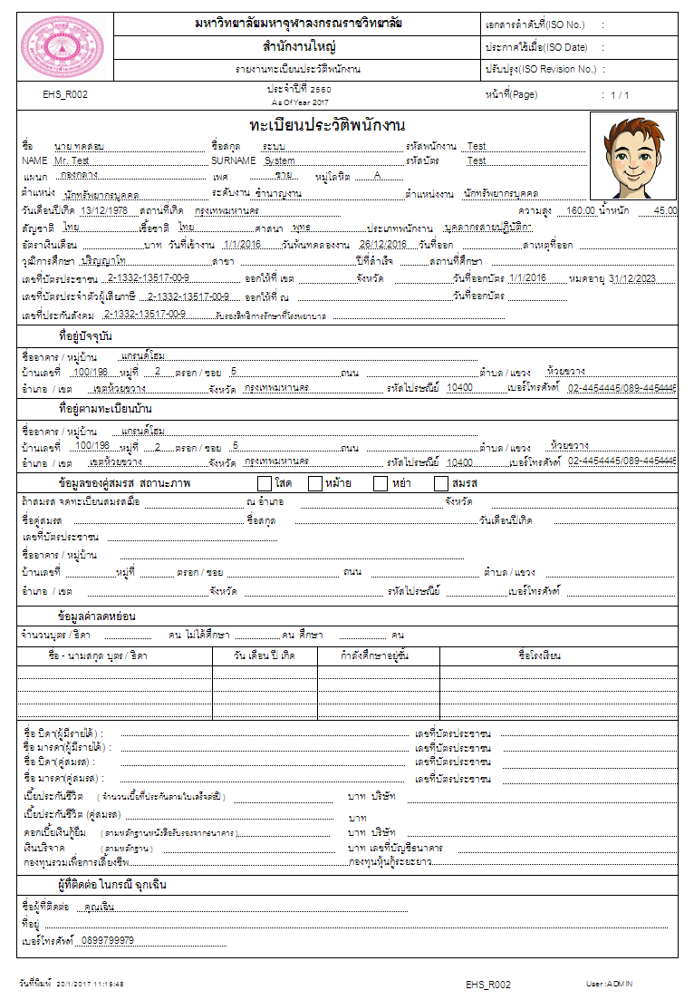 มหาวิทยาลัยมหาจุฬาลงกรณราชวิทยาลัย เอกสารลำดับที่(ISO No.) :
สำนักงานใหญ่ ประกาศใช้เมื่อ(ISO Date) :
รายงานทะเบียนประวัติพนักงาน ปรับปรุง(ISO Revision No.) :
EHS_R002 ประจำปีที่ 2560 หน้าที่(Page) : 1 / 1
As Of Year 2017
ทะเบียนประวัติพนักงาน
ชื่อ นาย ทดสอบ ชื่อสกุล ระบบ รหัสพนักงาน Test
NAME Mr. Test SURNAME System รหัสบัตร Test
แผนก กองกลาง เพศ ชาย หมู่โลหิต A
ตำแหน่ง นักทรัพยากรบุคคล ระดับงาน ชำนาญงาน ตำแหน่งงาน นักทรัพยากรบุคคล
วันเดือนปีเกิด 13/12/1978 สถานที่เกิด กรุงเทพมหานคร ความสูง 160.00 น้ำหนัก 45.00
สัญชาติ ไทย เชื้อชาติ ไทย ศาสนา พุทธ ประเภทพนักงาน บุคลากรสายปฏิบัติกา
อัตราเงินเดือน บาท วันที่เข้างาน 1/1/2016 วันพ้นทดลองงาน 26/12/2016 วันที่ออก สาเหตุที่ออก
วุฒิการศึกษา ปริญญาโท สาขา ปีที่สำเร็จ สถานที่ศึกษา
เลขที่บัตรประชาชน 2-1332-13517-00-9 ออกให้ที่ เขต จังหวัด วันที่ออกบัตร 1/1/2016 หมดอายุ 31/12/2023
เลขที่บัตรประจำตัวผู้เสียภาษี 2-1332-13517-00-9 ออกให้ที่ ณ วันที่ออกบัตร
เลขที่ประกันสังคม 2-1332-13517-00-9 รับรองสิทธิการรักษาที่โรงพยาบาล
ที่อยู่ปัจจุบัน
ชื่ออาคาร / หมู่บ้าน แกรนด์โฮม
บ้านเลขที่ 100/198 หมู่ที่ 2 ตรอก / ซอย 5 ถนน ตำบล / แขวง ห้วยขวาง
อำเภอ / เขต เขตห้วยขวาง จังหวัด กรุงเทพมหานคร รหัสไปรษณีย์ 10400 เบอร์โทรศัพท์ 02-4454445/089-4454445
ที่อยู่ตามทะเบียนบ้าน
ชื่ออาคาร / หมู่บ้าน แกรนด์โฮม
บ้านเลขที่ 100/198 หมู่ที่ 2 ตรอก / ซอย 5 ถนน ตำบล / แขวง ห้วยขวาง
อำเภอ / เขต เขตห้วยขวาง จังหวัด กรุงเทพมหานคร รหัสไปรษณีย์ 10400 เบอร์โทรศัพท์ 02-4454445/089-4454445
ข้อมูลของคู่สมรส สถานะภาพ โสด หม้าย หย่า สมรส
ถ้าสมรส จดทะเบียนสมรสเมื่อ ณ อำเภอ จังหวัด
ชื่อคู่สมรส ชื่อสกุล วันเดือนปีเกิด
เลขที่บัตรประชาชน
ชื่ออาคาร / หมู่บ้าน
บ้านเลขที่ หมู่ที่ ตรอก / ซอย ถนน ตำบล / แขวง
อำเภอ / เขต จังหวัด รหัสไปรษณีย์ เบอร์โทรศัพท์
ข้อมูลค่าลดหย่อน
จำนวนบุตร / ธิดา คน ไม่ได้ศึกษา คน ศึกษา คน
ชื่อ - นามสกุล บุตร / ธิดา วัน เดือน ปี เกิด กำลังศึกษาอยู่ชั้น ชื่อโรงเรียน
ชื่อ บิดา(ผู้มีรายได้) : เลขที่บัตรประชาชน
ชื่อ มารดา(ผู้มีรายได้) : เลขที่บัตรประชาชน
ชื่อ บิดา(คู่สมรส) : เลขที่บัตรประชาชน
ชื่อ มารดา(คู่สมรส) : เลขที่บัตรประชาชน
เบี้ยประกันชีวิต ( จำนวนเบี้ยที่ประกันตามใบเสร็จต่อปี ) บาท บริษัท
เบี้ยประกันชีวิต (คู่สมรส) บาท
ดอกเบี้ยเงินกู้ยืม ( ตามหลักฐานหนังสือรับรองจากธนาคาร ) บาท บริษัท
เงินบริจาค ( ตามหลักฐาน ) บาท เลขที่บัญชีธนาคาร
กองทุนรวมเพื่อการเลี้ยงชีพ กองทุนหุ้นกู้ระยะยาว
ผู้ที่ติดต่อ ในกรณี ฉุกเฉิน
ชื่อผู้ที่ติดต่อ คุณเฉิน
ที่อยู่
เบอร์โทรศัพท์ 0899799979
วันที่พิมพ์ 20/1/2017 11:15:48 EHS_R002 User :ADMIN